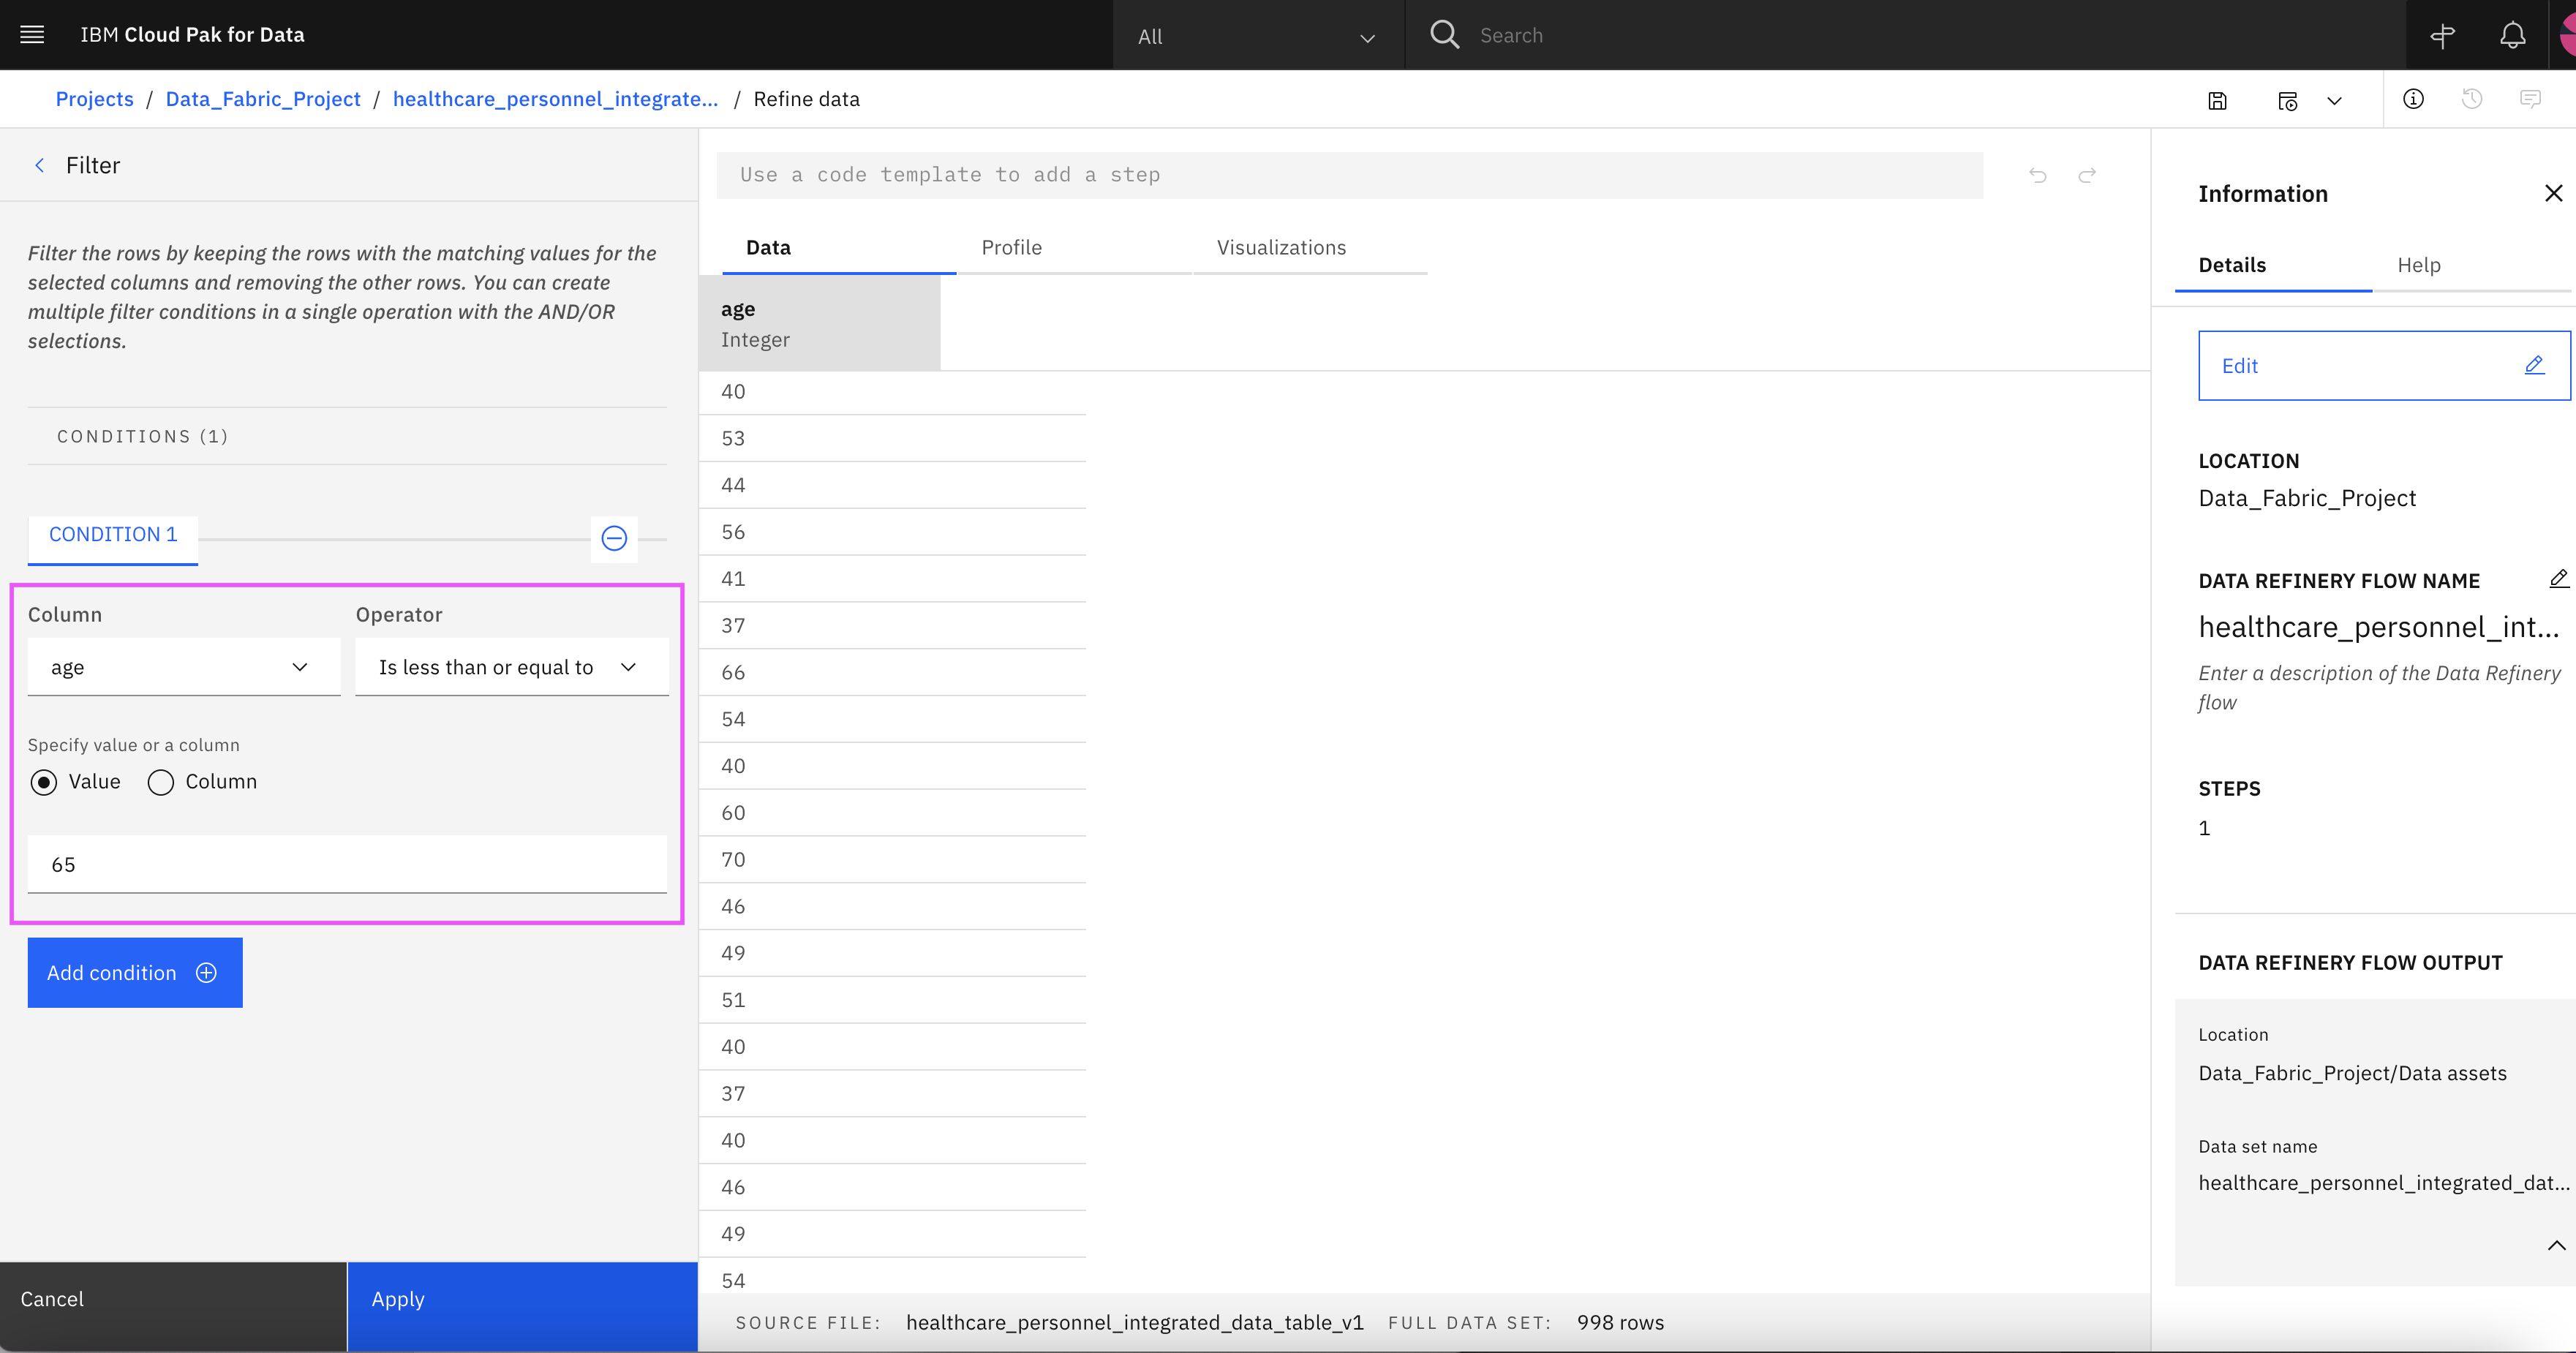 IBM Cloud Pak for Data
All
Search
Projects / Data_Fabric_Project / healthcare_personnel_integrate... / Refine data
Filter
Filter the rows by keeping the rows with the matching values for the
selected columns and removing the other rows. You can create
multiple filter conditions in a single operation with the AND/OR
selections.
CONDITIONS (1)
CONDITION 1
Column
Operator
age
Is less than or equal to
Specify value or a column
Value
Column
65
Add condition
Cancel
Apply
Use a code template to add a step
Data
Profile
Visualizations
age
Integer
40
53
44
56
41
37
66
54
40
60
70
46
49
51
40
37
40
46
49
54
SOURCE FILE: healthcare_personnel_integrated_data_table_v1 FULL DATA SET: 998 rows
Information
Details
Help
Edit
LOCATION
Data_Fabric_Project
DATA REFINERY FLOW NAME
healthcare_personnel_int...
Enter a description of the Data Refinery
flow
STEPS
1
DATA REFINERY FLOW OUTPUT
Location
Data_Fabric_Project/Data assets
Data set name
healthcare_personnel_integrated_dat...